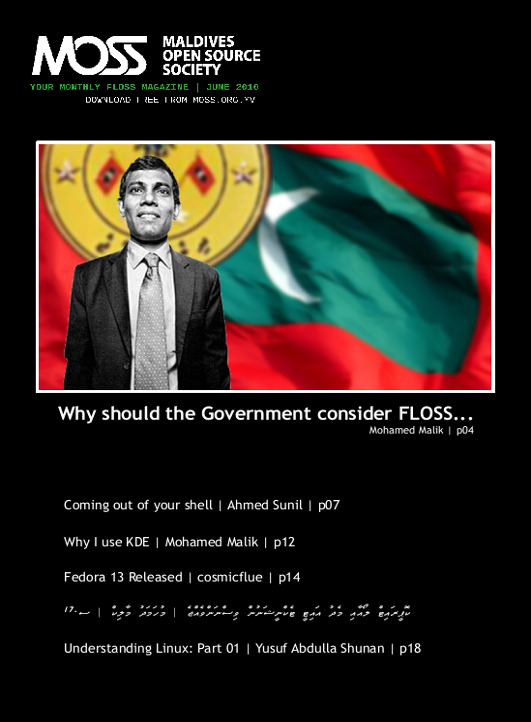 MOSS
MALDIVES
OPEN SOURCE
SOCIETY
YOUR MONTHLY FLOSS MAGAZINE | JUNE 2010
DOWNLOAD FREE FROM MOSS.ORG.MV
Why should the Government consider FLOSS...
Mohamed Malik | p04
Coming out of your shell | Ahmed Sunil | p07
Why I use KDE | Mohamed Malik | p12
Fedora 13 Released | cosmicflue | p14
ކޮޕީރައިޓް ލޯއާއި މެދު އައިޓީ ޓެކްނީޝަނުން ވިސްނަންވެއްޖެ | މުހަމަދު މާލިކް | ސ.17
Understanding Linux: Part 01 | Yusuf Abdulla Shunan | p18